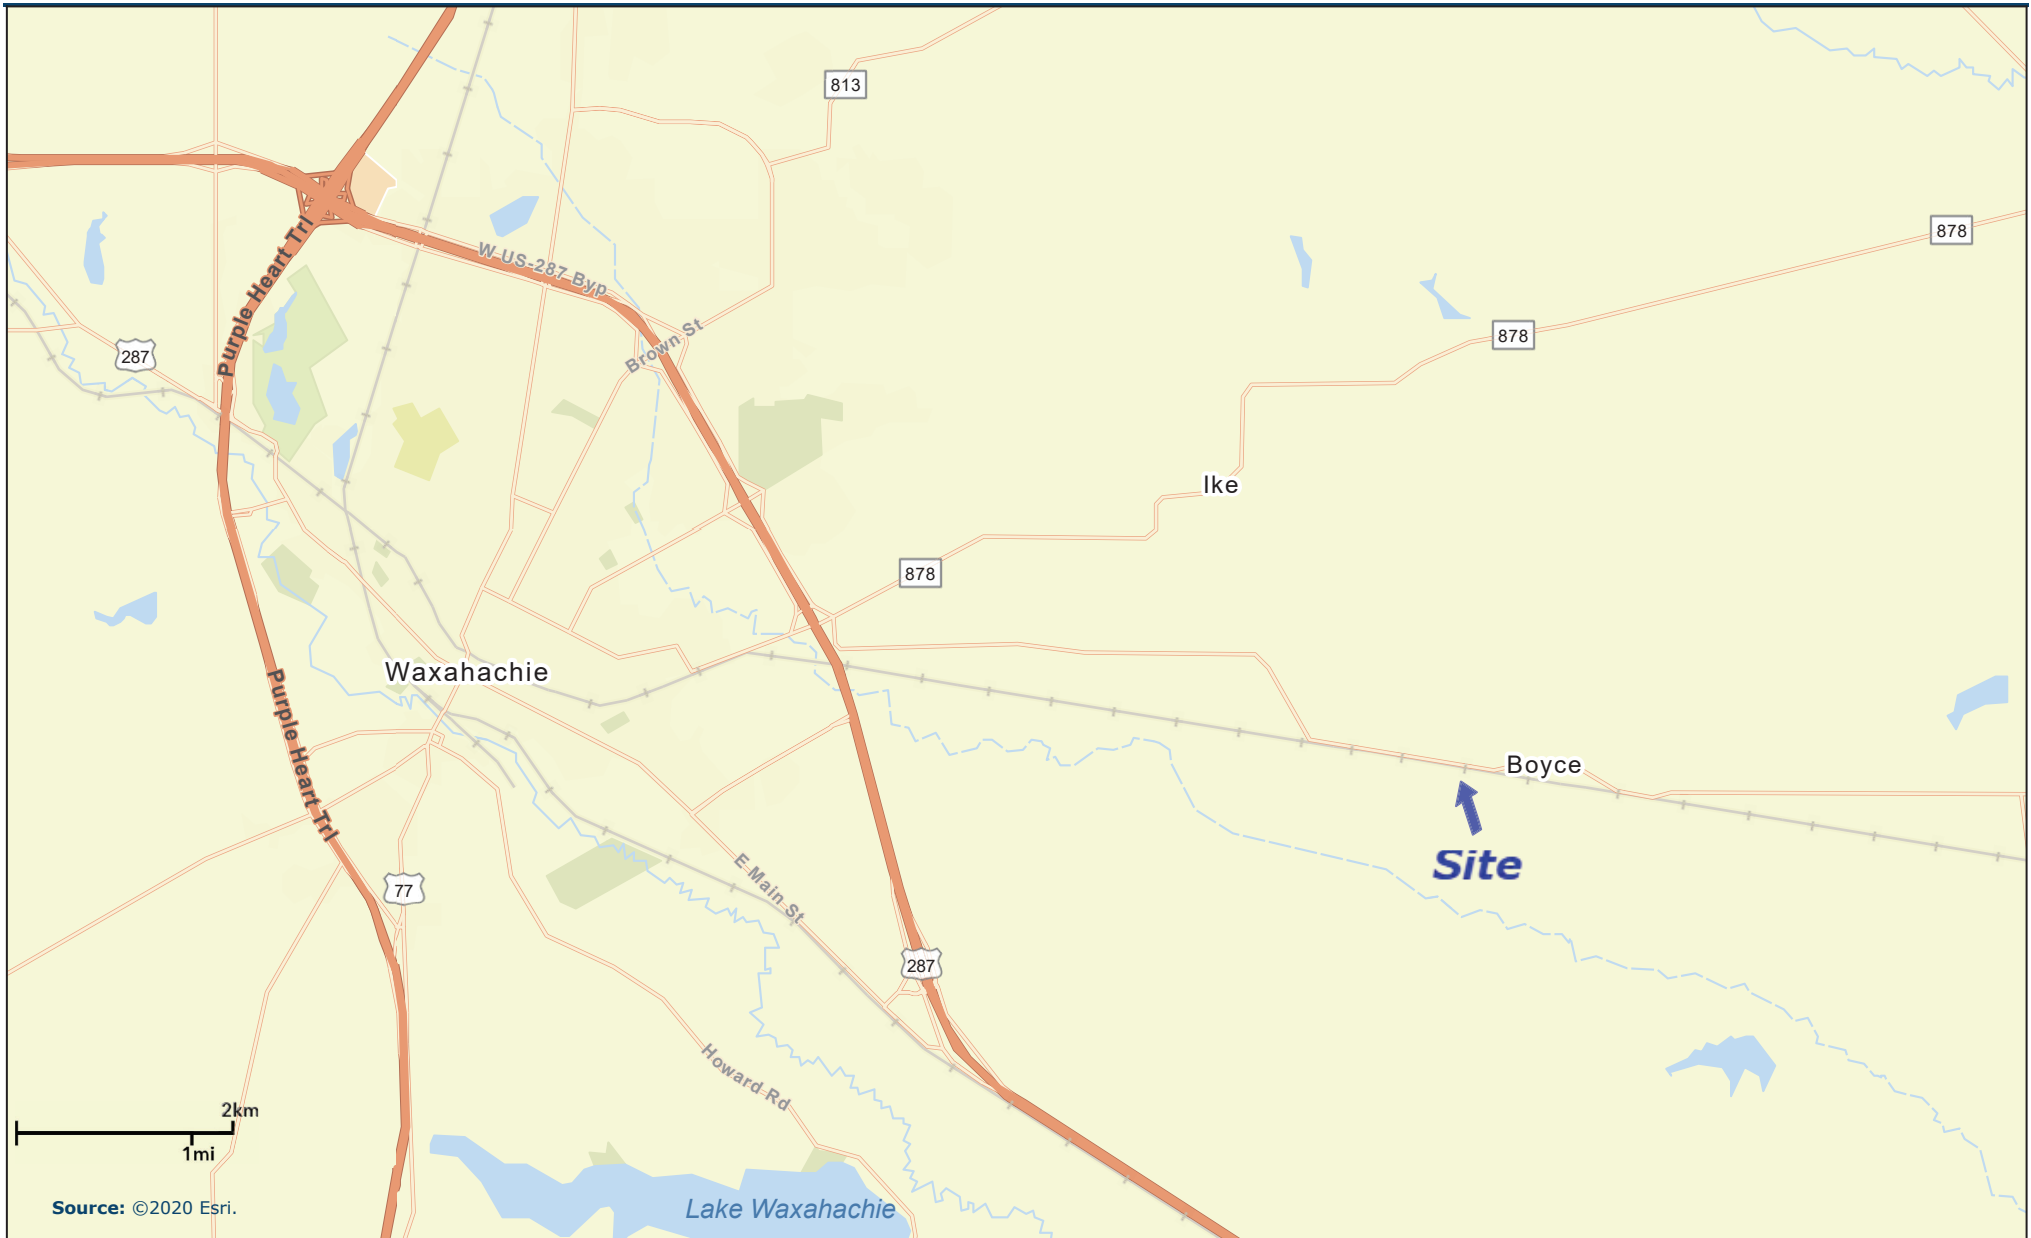 813
878
Purple Heart Trl
W US-287 Byp
Brown St
878
287
Ike
878
Waxahachie
Purple Heart Trl
Boyce
Site
E Main St
77
287
Howard Rd
2km
1mi
Lake Waxahachie
Source: ©2020 Esri.